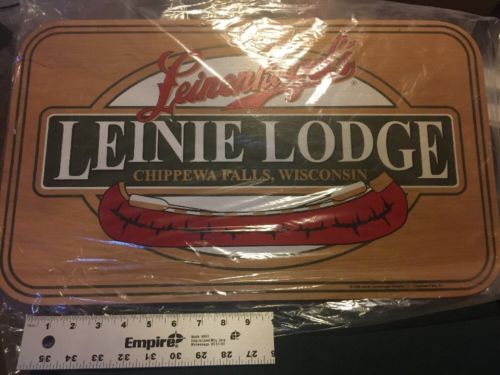 Leinenkugel's
®
LEINIE LODGE
CHIPPEWA FALLS, WISCONSIN
1 2 3 4 5 6 7 8 9
Empire
35 34 33 32 31 30 29 28 27 26